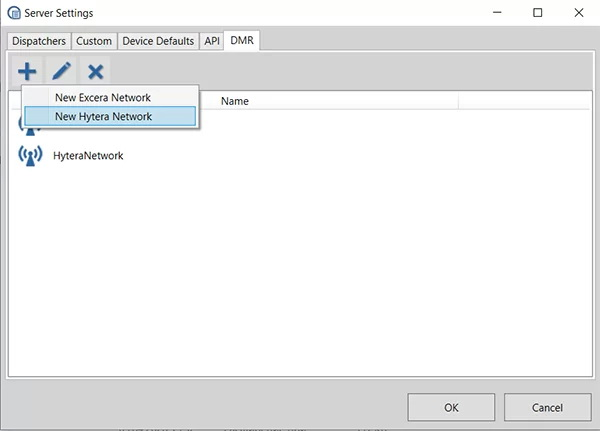 Server Settings
Dispatchers Custom Device Defaults API DMR
New Excera Network
New Hytera Network
Name
HyteraNetwork
OK Cancel